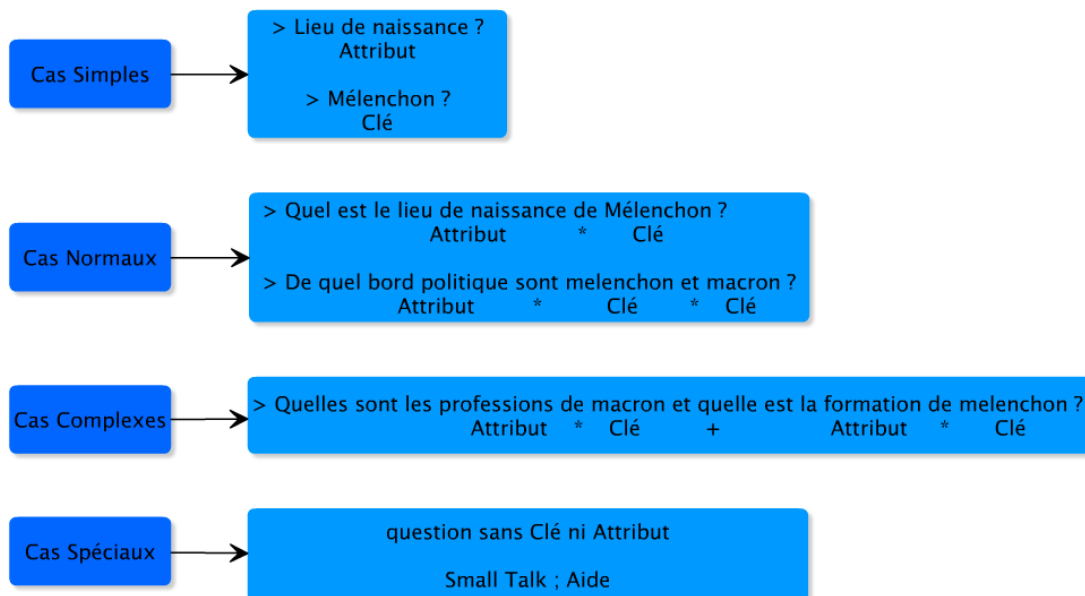 Cas Simples
> Lieu de naissance ?
Attribut
> Mélenchon ?
Clé
Cas Normaux
> Quel est le lieu de naissance de Mélenchon ?
Attribut * Clé
> De quel bord politique sont melenchon et macron ?
Attribut * Clé * Clé
Cas Complexes
> Quelles sont les professions de macron et quelle est la formation de melenchon ?
Attribut * Clé + Attribut * Clé
Cas Spéciaux
question sans Clé ni Attribut
Small Talk ; Aide